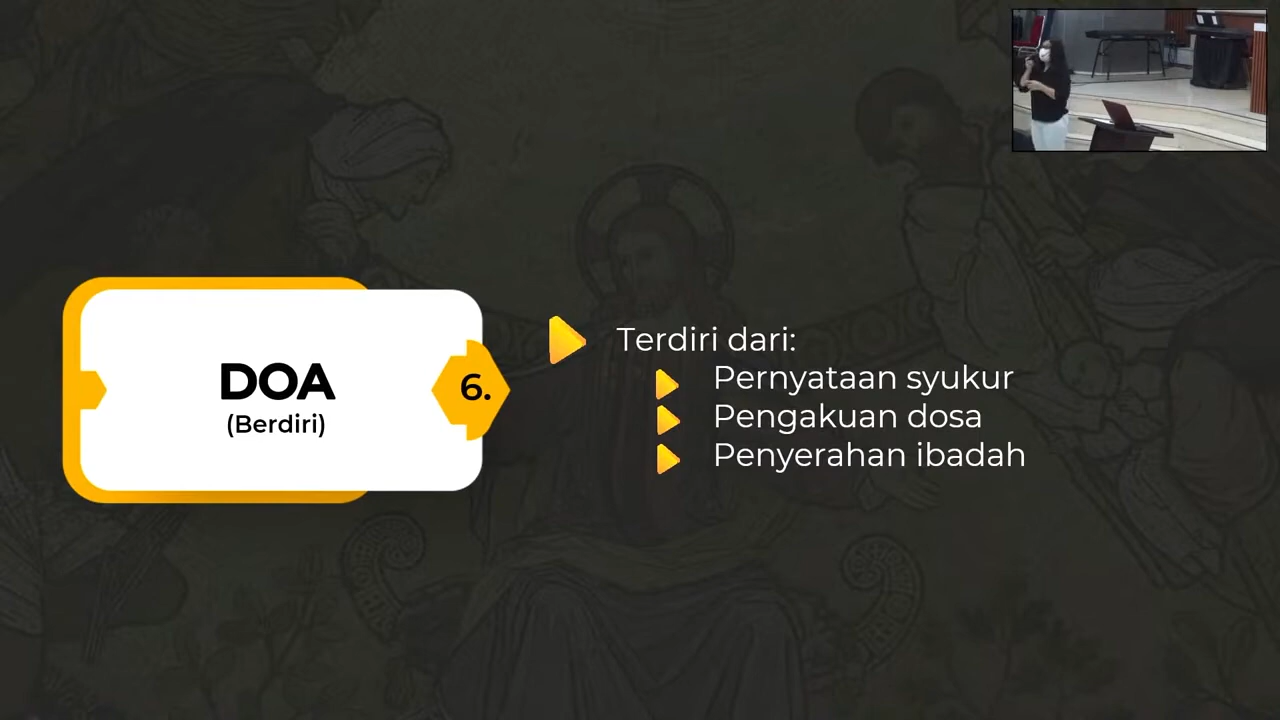 DOA
(Berdiri)
6.
Terdiri dari:
Pernyataan syukur
Pengakuan dosa
Penyerahan ibadah